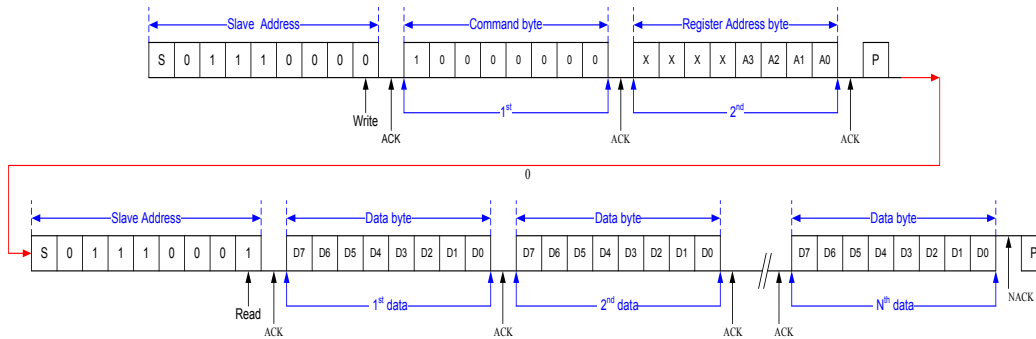 Slave Address Command byte Register Address byte
S 0 1 1 1 0 0 0 0 1 0 0 0 0 0 0 0 X X X X A3 A2 A1 A0 P
1st 2nd
Write ACK ACK ACK
0
Slave Address Data byte Data byte Data byte
S 0 1 1 1 0 0 0 1 D7 D6 D5 D4 D3 D2 D1 D0 D7 D6 D5 D4 D3 D2 D1 D0 D7 D6 D5 D4 D3 D2 D1 D0 P
1st data 2nd data Nth data NACK
Read ACK ACK ACK ACK